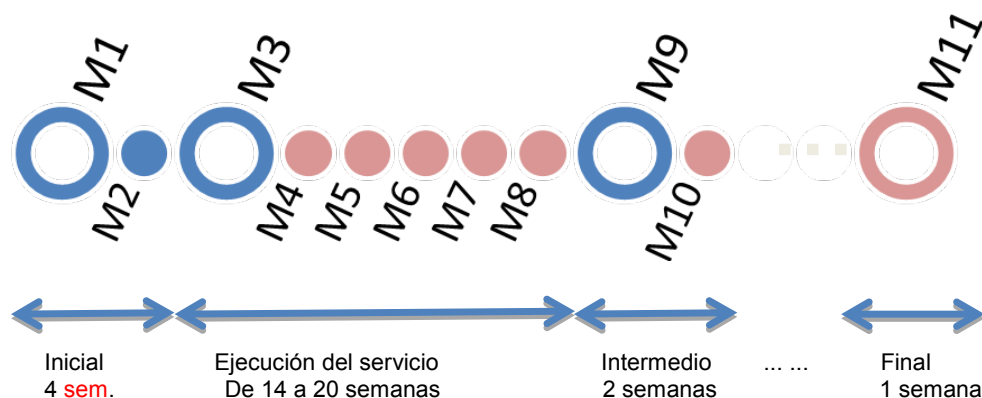 M1
M2
M3
M4
M5
M6
M7
M8
M9
M10
M11
Inicial
4 sem.
Ejecución del servicio
De 14 a 20 semanas
Intermedio
2 semanas
... ...
Final
1 semana